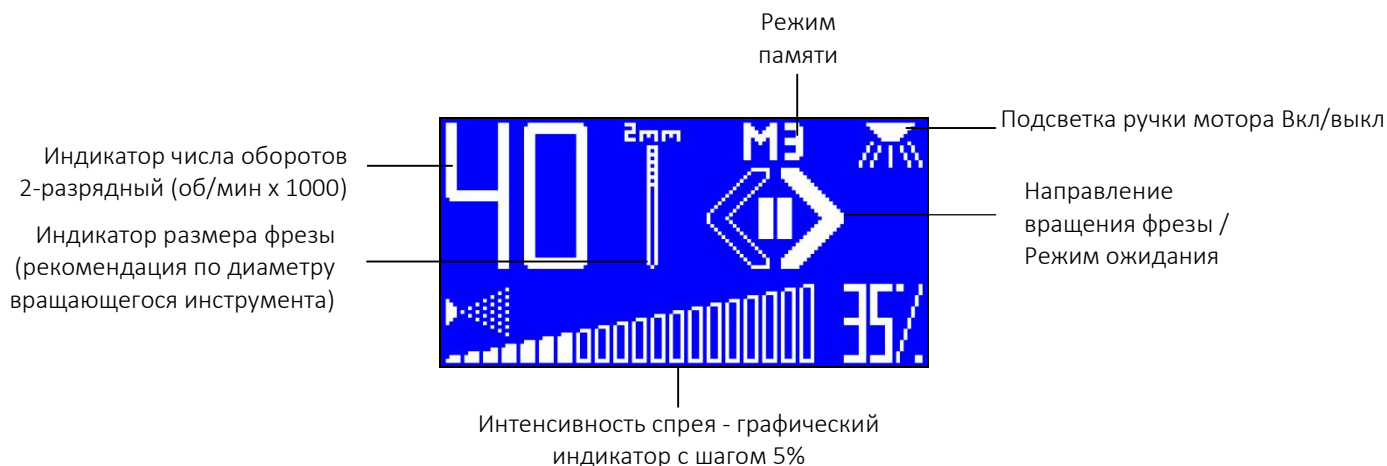 Режим
памяти
Подсветка ручки мотора Вкл/выкл
40
2mm
M3
Индикатор числа оборотов
2-разрядный (об/мин x 1000)
Направление
вращения фрезы /
Режим ожидания
Индикатор размера фрезы
(рекомендация по диаметру
вращающегося инструмента)
35%
Интенсивность спрея - графический
индикатор с шагом 5%